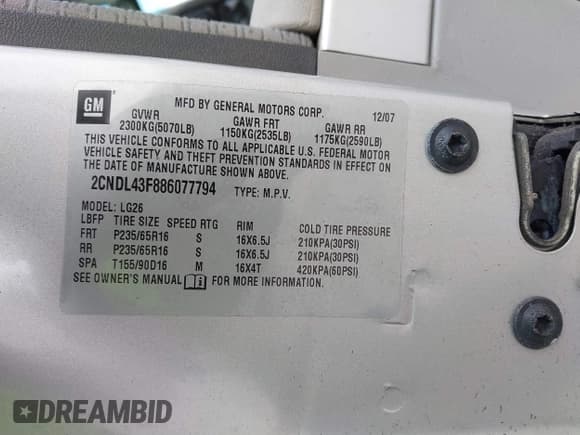 GM
MFD BY GENERAL MOTORS CORP. 12/07
GVWR GAWR FRT GAWR RR
2300KG(5070LB) 1150KG(2535LB) 1175KG(2590LB)
THIS VEHICLE CONFORMS TO ALL APPLICABLE U.S. FEDERAL MOTOR
VEHICLE SAFETY AND THEFT PREVENTION STANDARDS IN EFFECT ON
THE DATE OF MANUFACTURE SHOWN ABOVE.
2CNDL43F886077794 TYPE: M.P.V.
MODEL: LG26
LBFP TIRE SIZE SPEED RTG RIM COLD TIRE PRESSURE
FRT P235/65R16 S 16X6.5J 210KPA(30PSI)
RR P235/65R16 S 16X6.5J 210KPA(30PSI)
SPA T155/90D16 M 16X4T 420KPA(60PSI)
SEE OWNER'S MANUAL i FOR MORE INFORMATION.
DREAMBID